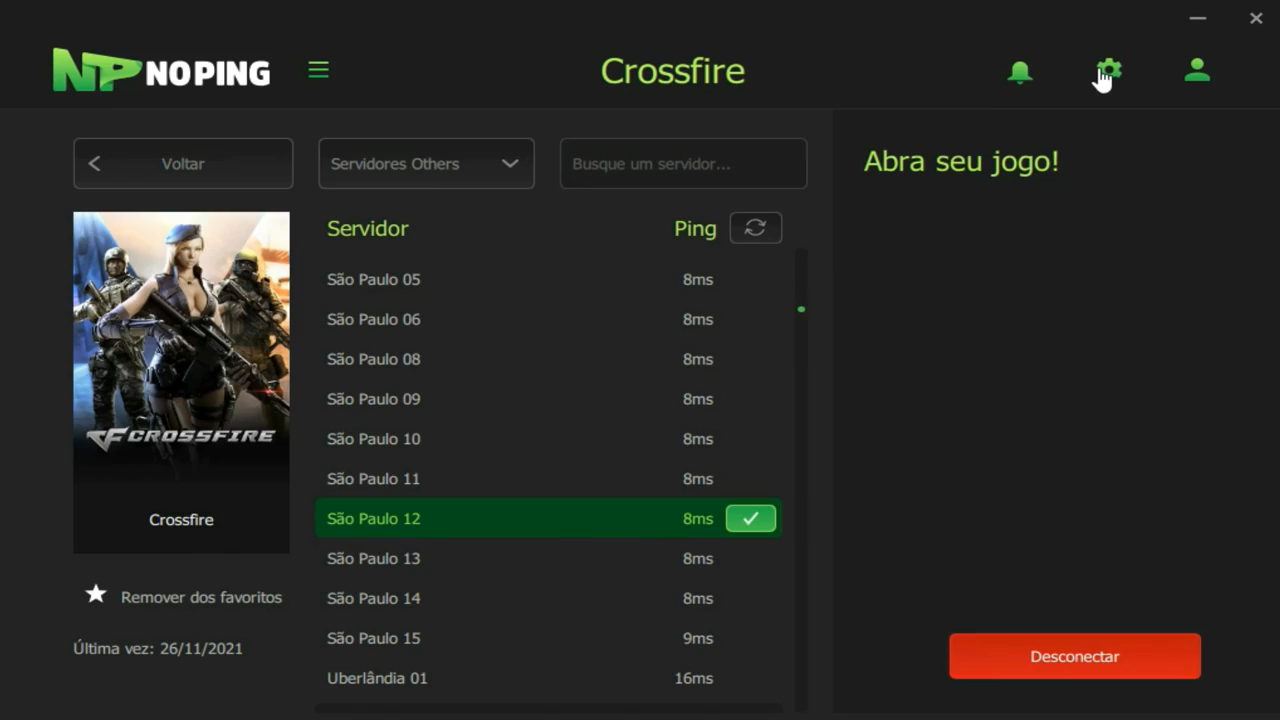 NP NOPING
Crossfire
Voltar
Servidores Others
Busque um servidor...
Abra seu jogo!
Servidor Ping
São Paulo 05 8ms
São Paulo 06 8ms
São Paulo 08 8ms
São Paulo 09 8ms
São Paulo 10 8ms
São Paulo 11 8ms
São Paulo 12 8ms
São Paulo 13 8ms
São Paulo 14 8ms
São Paulo 15 9ms
Uberlândia 01 16ms
CF CROSSFIRE
Crossfire
Remover dos favoritos
Última vez: 26/11/2021
Desconectar